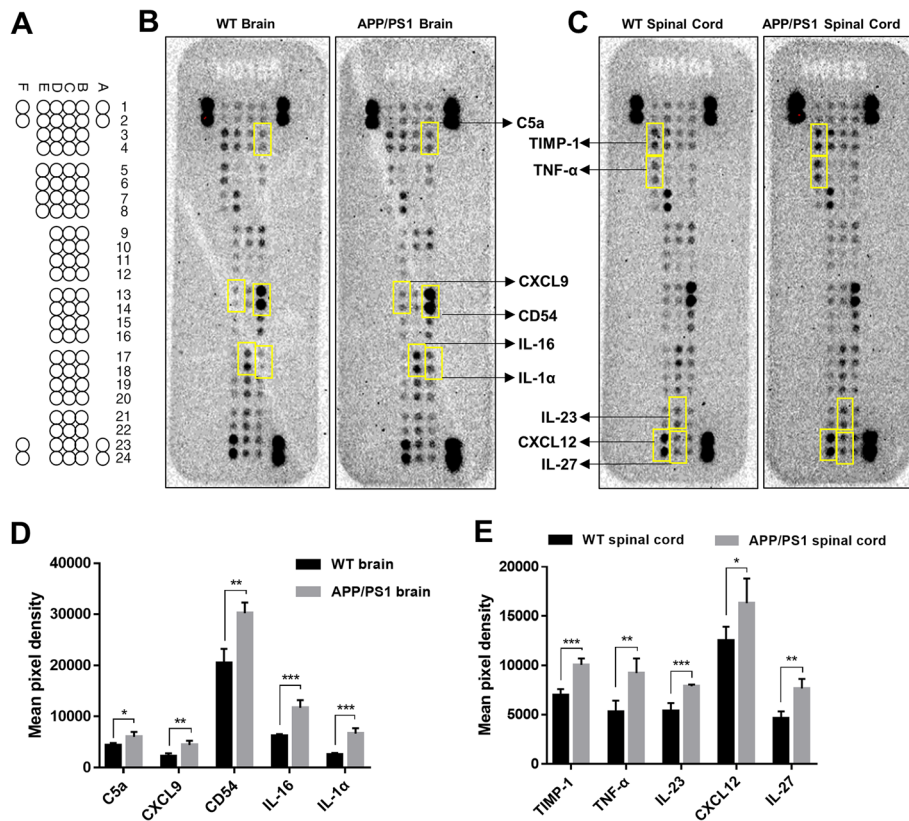 A
F E D C B A
1
2
3
4
5
6
7
8
9
10
11
12
13
14
15
16
17
18
19
20
21
22
23
24
B
WT Brain
APP/PS1 Brain
C5a
CXCL9
CD54
IL-16
IL-1α
C
WT Spinal Cord
APP/PS1 Spinal Cord
TIMP-1
TNF-α
IL-23
CXCL12
IL-27
D
WT brain
APP/PS1 brain
Mean pixel density
40000
30000
20000
10000
0
*
**
**
***
***
C5a
CXCL9
CD54
IL-16
IL-1α
E
WT spinal cord
APP/PS1 spinal cord
Mean pixel density
20000
15000
10000
5000
0
***
**
***
*
**
TIMP-1
TNF-α
IL-23
CXCL12
IL-27